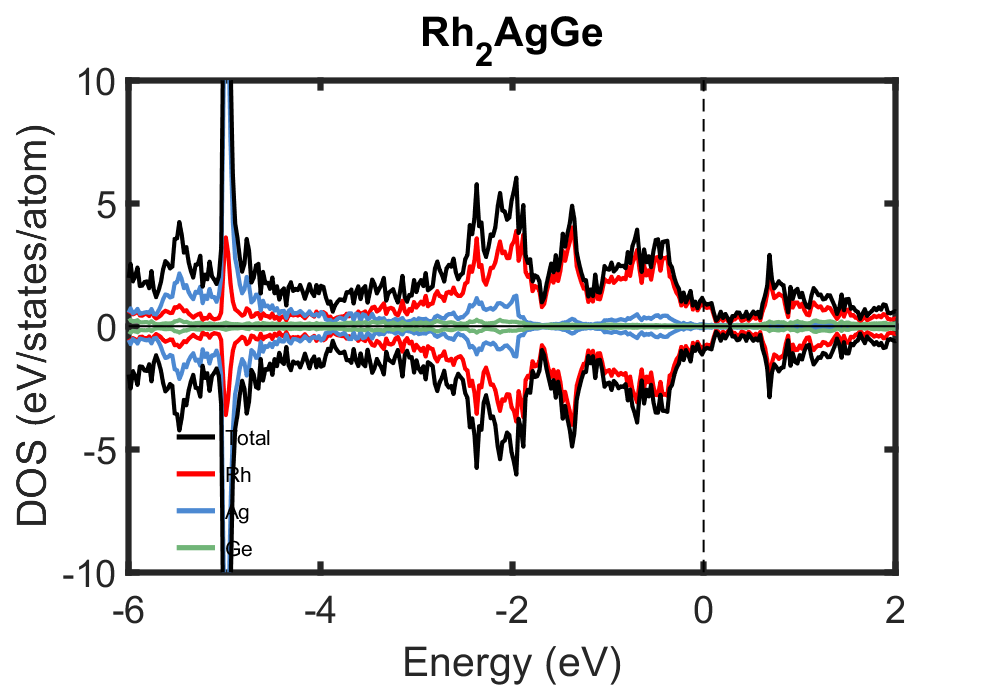 Rh2AgGe
DOS (eV/states/atom)
10
5
0
-5
-10
Total
Rh
Ag
Ge
-6 -4 -2 0 2
Energy (eV)